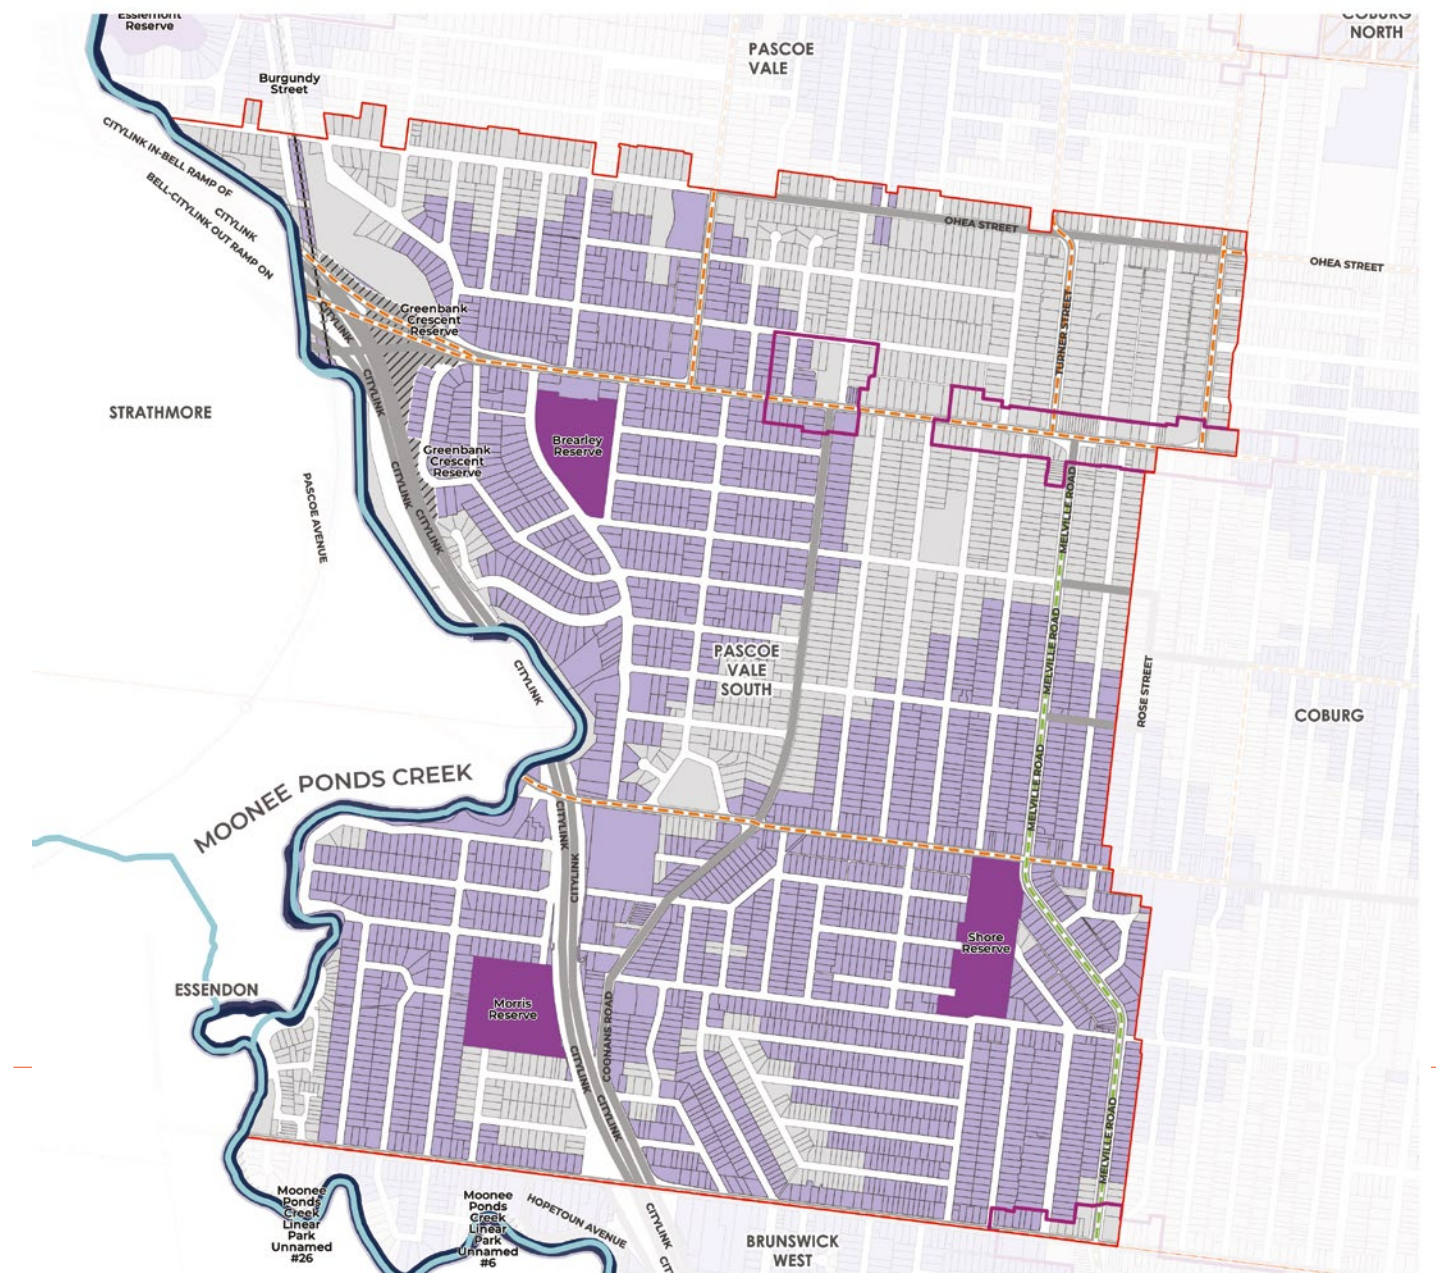 Esslemont
Reserve
COBURG
NORTH
PASCOE
VALE
Burgundy
Street
CITYLINK IN-BELL RAMP OF
CITYLINK
BELL-CITYLINK OUT RAMP ON
OHEA STREET
OHEA STREET
TURNER STREET
CITYLINK
Greenbank
Crescent
Reserve
CITYLINK
STRATHMORE
Brearley
Reserve
Greenbank
Crescent
Reserve
CITYLINK
CITYLINK
PASCOE AVENUE
MELVILLE ROAD
MELVILLE ROAD
PASCOE
VALE
SOUTH
CITYLINK
ROSE STREET
COBURG
MELVILLE ROAD
MOONEE PONDS CREEK
CITYLINK
CITYLINK
Shore
Reserve
ESSENDON
Morris
Reserve
COONANS ROAD
CITYLINK
CITYLINK
MELVILLE ROAD
Moonee
Ponds
Creek
Linear
Park
Unnamed
#26
Moonee
Ponds
Creek
Linear
Park
Unnamed
#6
HOPETOUN AVENUE
CITYLINK
CIT
BRUNSWICK
WEST